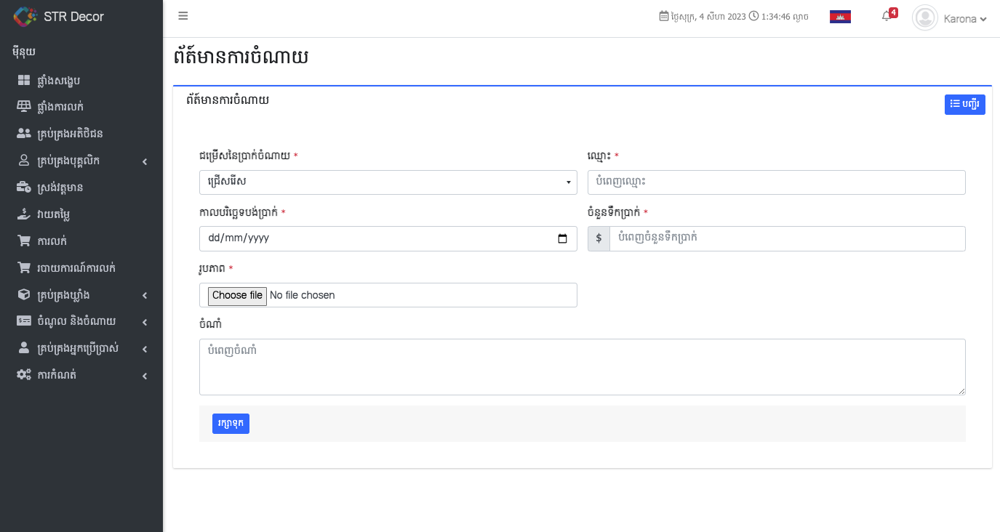 STR Decor
ថ្ងៃសុក្រ, 4 សីហា 2023 1:34:46 ល្ងាច
4
Karona
ម៉ឺនុយ
ផ្ទាំងសង្ខេប
ផ្ទាំងការលក់
គ្រប់គ្រងអតិថិជន
គ្រប់គ្រងបុគ្គលិក
ស្រង់វត្តមាន
វាយតម្លៃ
ការលក់
របាយការណ៍ការលក់
គ្រប់គ្រងឃ្លាំង
ចំណូល និងចំណាយ
គ្រប់គ្រងអ្នកប្រើប្រាស់
ការកំណត់
ព័ត៌មានការចំណាយ
ព័ត៌មានការចំណាយ
បញ្ជីរ
ជម្រើសនៃប្រាក់ចំណាយ *
ឈ្មោះ *
ជ្រើសរើស
បំពេញឈ្មោះ
កាលបរិច្ឆេទបង់ប្រាក់ *
ចំនួនទឹកប្រាក់ *
dd/mm/yyyy
$ បំពេញចំនួនទឹកប្រាក់
រូបភាព *
Choose file No file chosen
ចំណាំ
បំពេញចំណាំ
រក្សាទុក